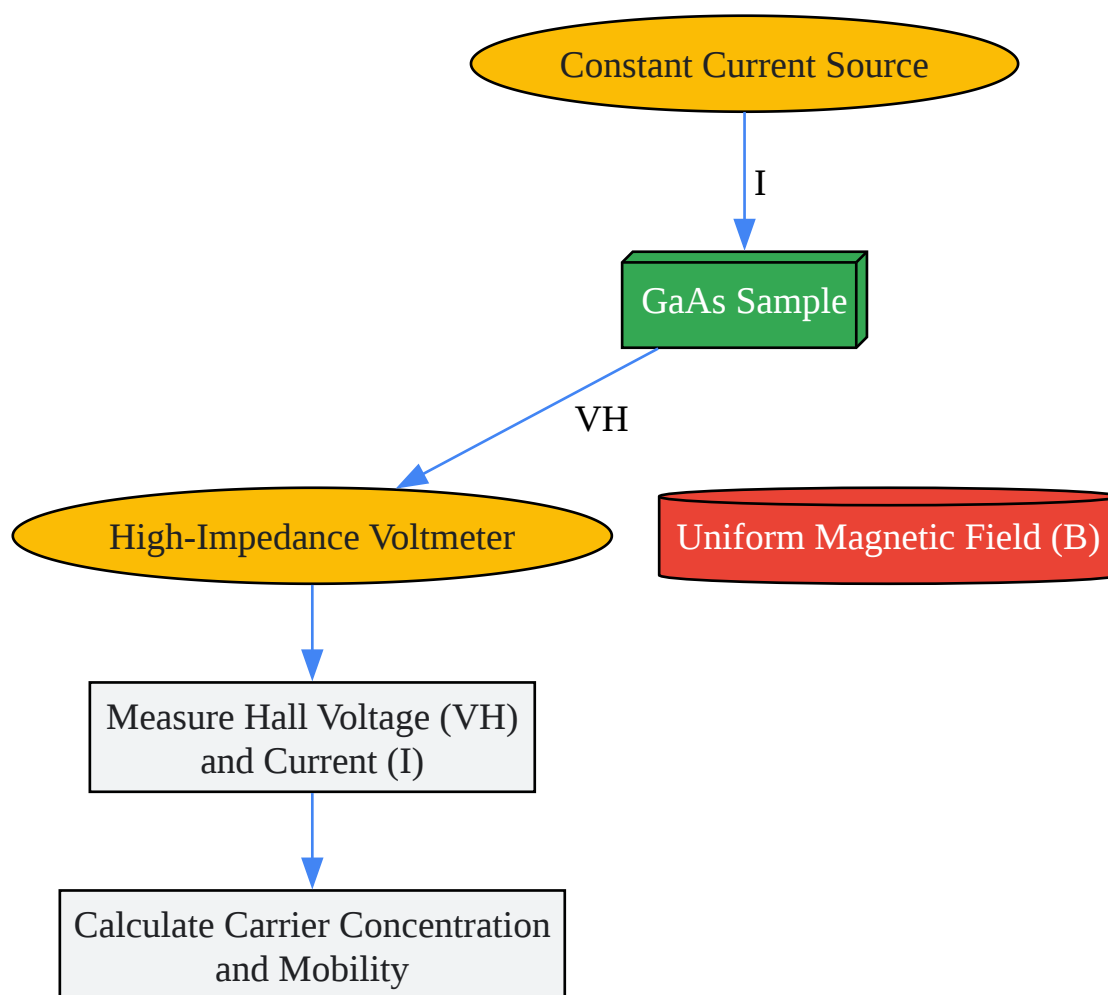 Constant Current Source
I
GaAs Sample
VH
High-Impedance Voltmeter
Uniform Magnetic Field (B)
Measure Hall Voltage (VH)
and Current (I)
Calculate Carrier Concentration
and Mobility